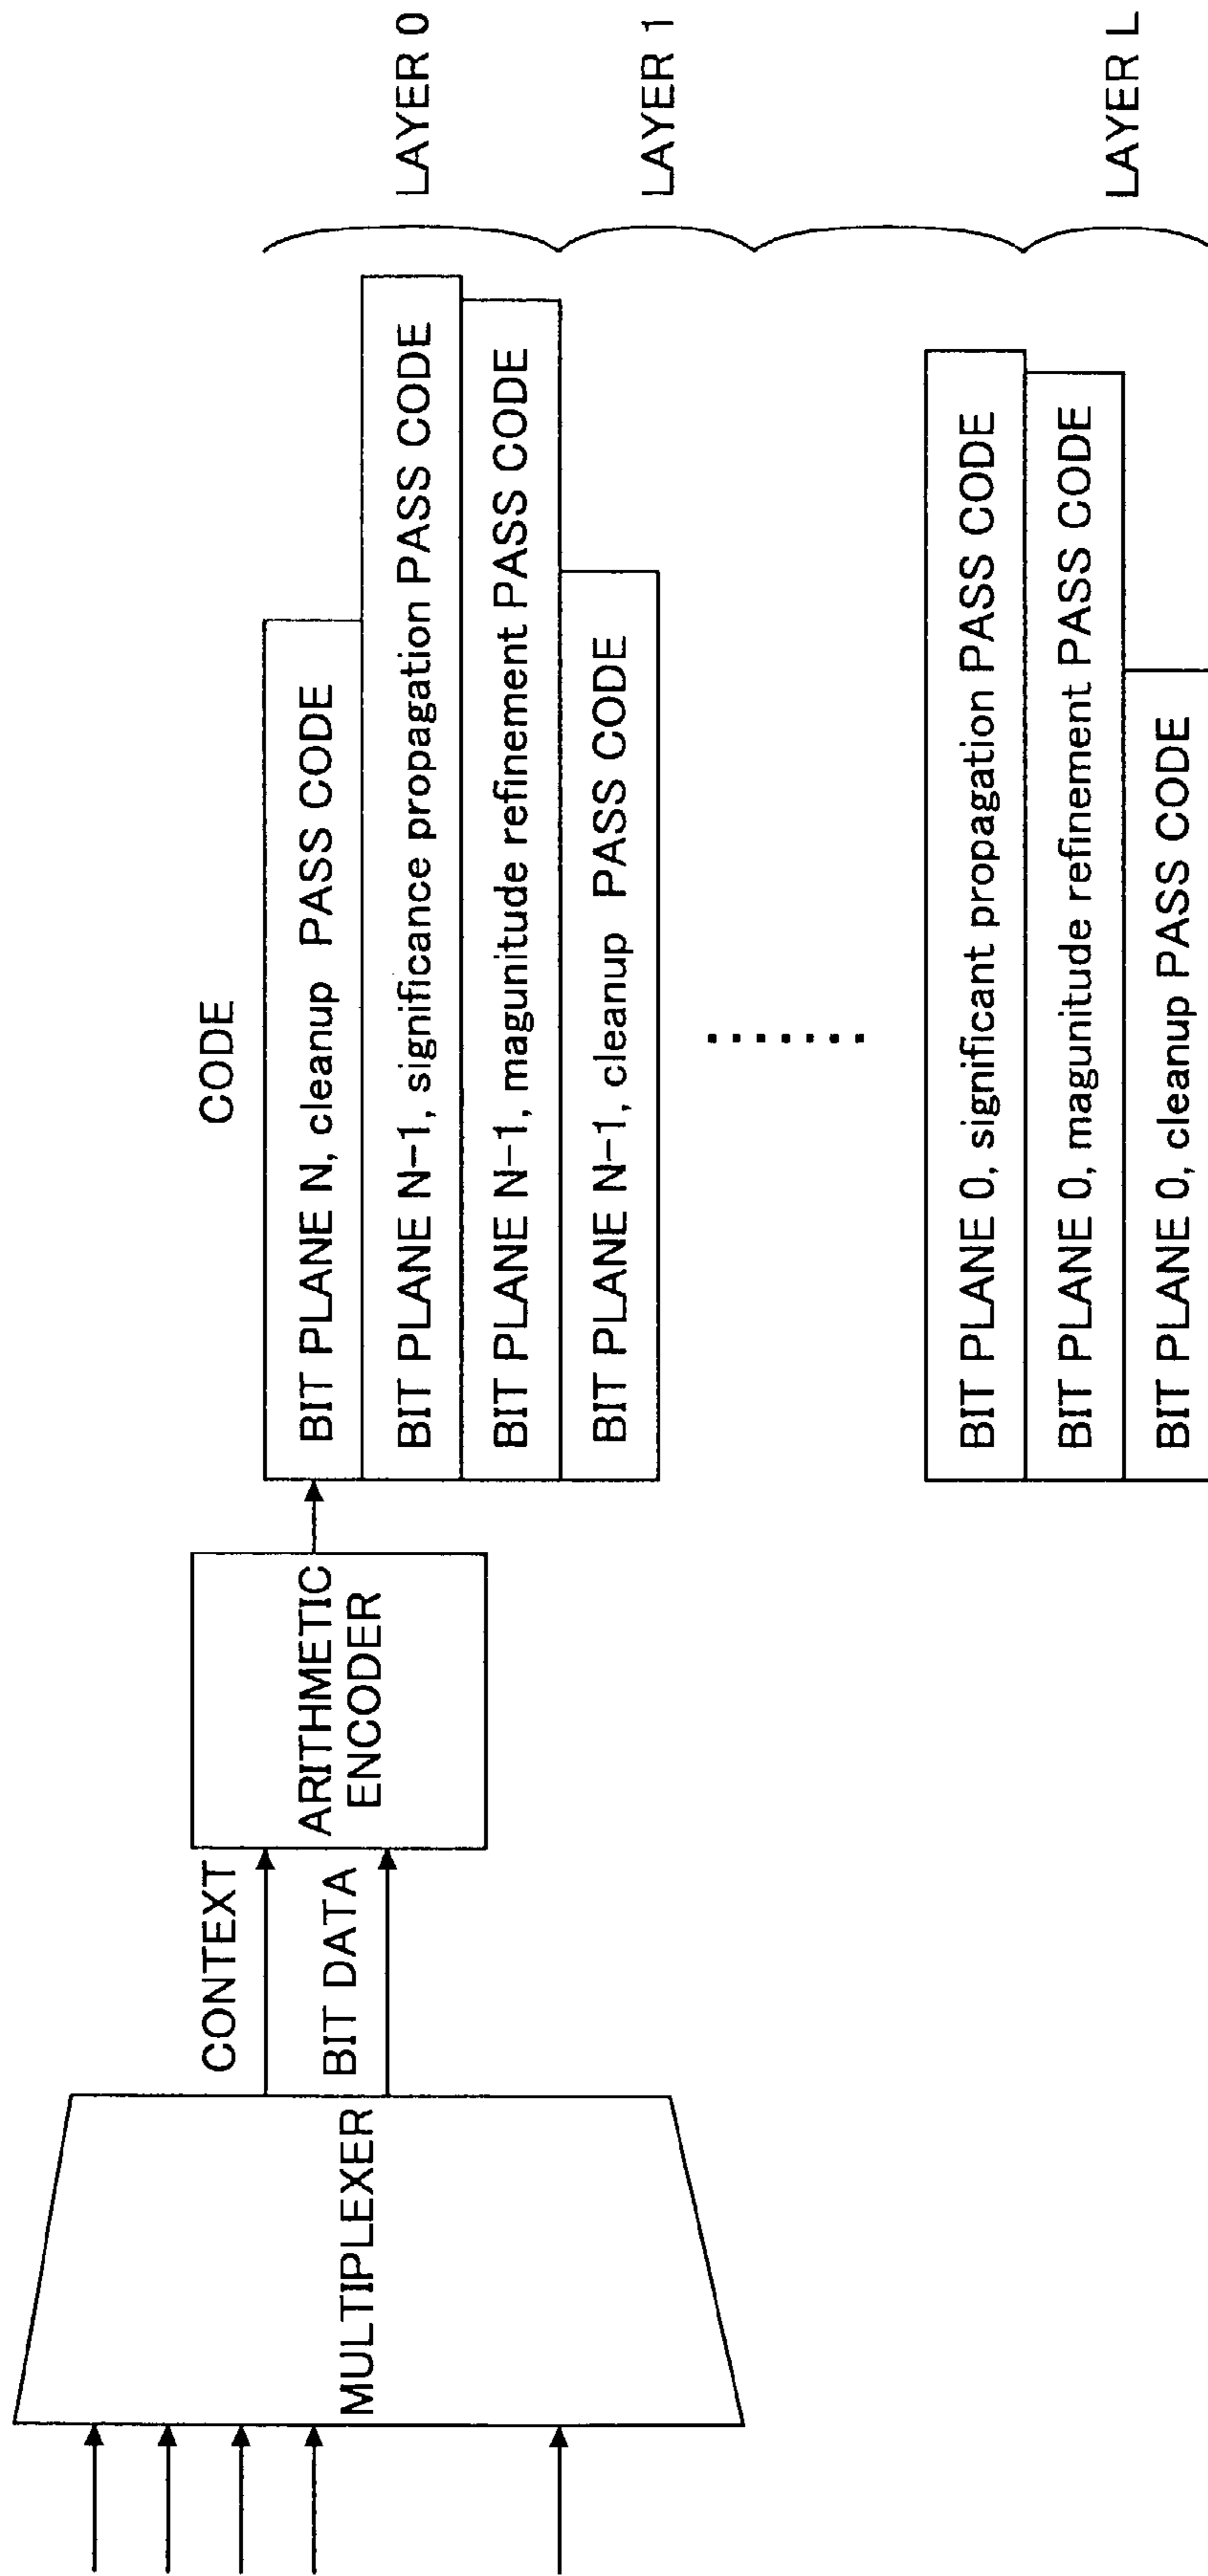 MULTIPLEXER
CONTEXT
BIT DATA
ARITHMETIC
ENCODER
CODE
BIT PLANE N, cleanup PASS CODE
BIT PLANE N-1, significance propagation PASS CODE
BIT PLANE N-1, magunitude refinement PASS CODE
BIT PLANE N-1, cleanup PASS CODE
.......
BIT PLANE 0, significant propagation PASS CODE
BIT PLANE 0, magunitude refinement PASS CODE
BIT PLANE 0, cleanup PASS CODE
LAYER 0
LAYER 1
LAYER L